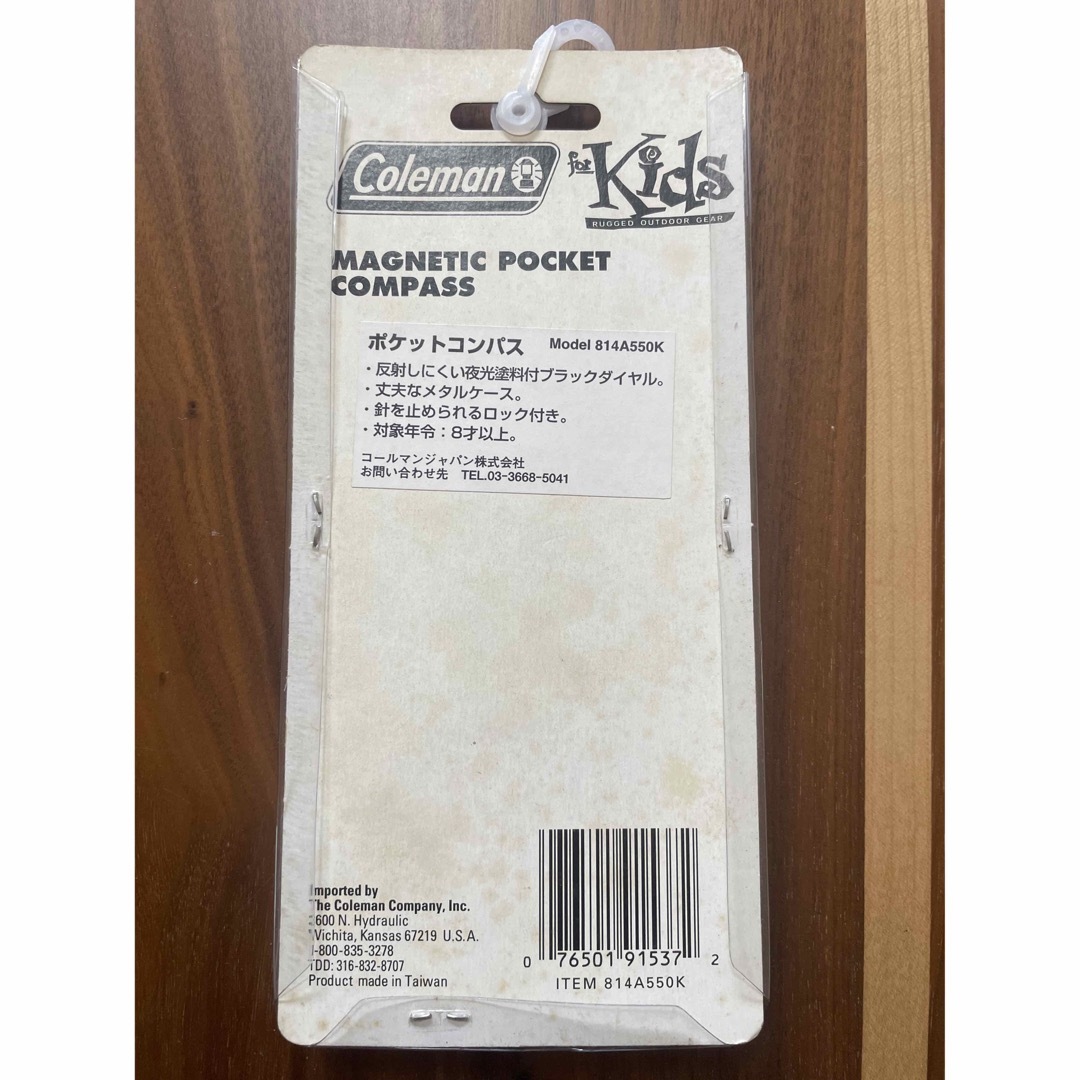 Coleman
for Kids
RUGGED OUTDOOR GEAR
MAGNETIC POCKET
COMPASS
ポケットコンパス Model 814A550K
・反射しにくい夜光塗料付ブラックダイヤル。
・丈夫なメタルケース。
・針を止められるロック付き。
・対象年令：8才以上。
コールマンジャパン株式会社
お問い合わせ先 TEL.03-3668-5041
Imported by
The Coleman Company, Inc.
3600 N. Hydraulic
Wichita, Kansas 67219 U.S.A.
1-800-835-3278
TDD: 316-832-8707
Product made in Taiwan
0 76501 91537 2
ITEM 814A550K